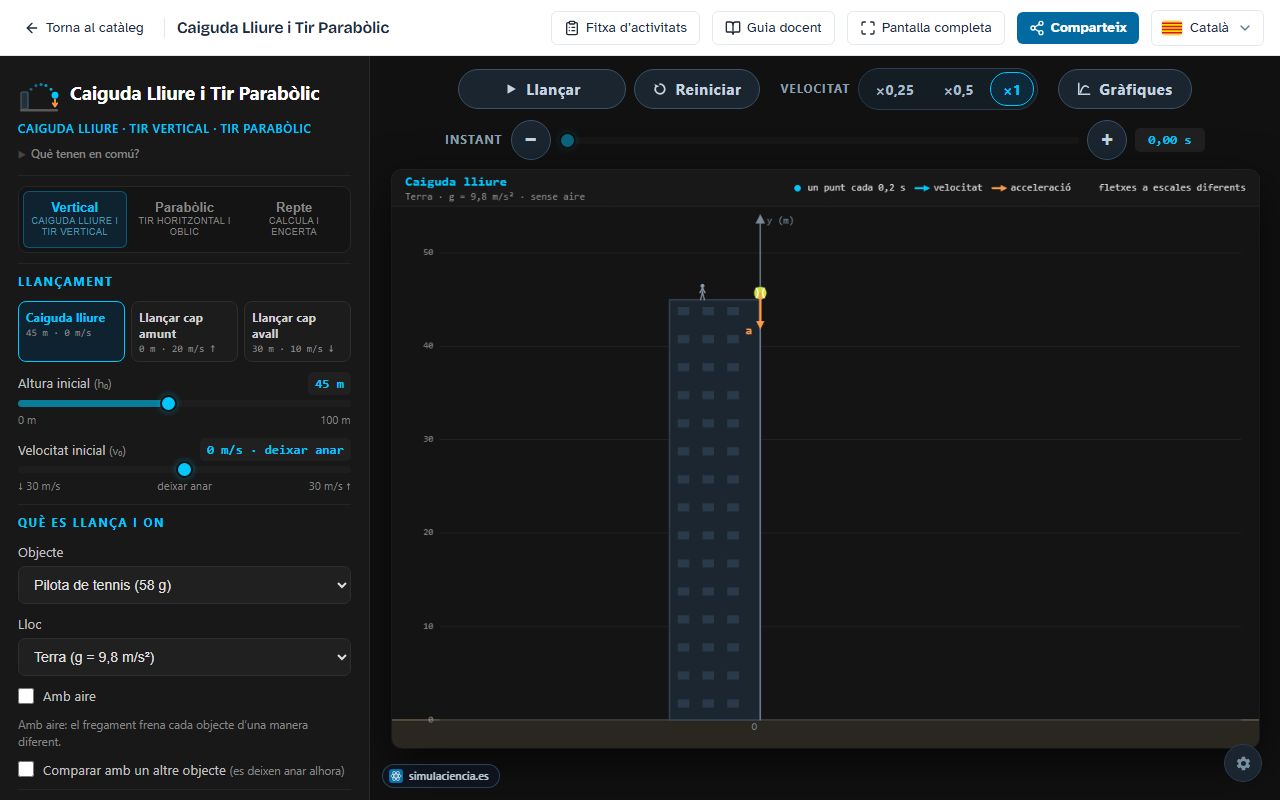 Torna al catàleg
Caiguda Lliure i Tir Parabòlic
Fitxa d'activitats
Guia docent
Pantalla completa
Comparteix
Català
Caiguda Lliure i Tir Parabòlic
CAIGUDA LLIURE · TIR VERTICAL · TIR PARABÒLIC
Què tenen en comú?
Vertical
CAIGUDA LLIURE I
TIR VERTICAL
Parabòlic
TIR HORITZONTAL I
OBLIC
Repte
CALCULA I
ENCERTA
LLANÇAMENT
Caiguda lliure
45 m · 0 m/s
Llançar cap
amunt
0 m · 20 m/s ↑
Llançar cap
avall
30 m · 10 m/s ↓
Altura inicial (h₀)
45 m
0 m
100 m
Velocitat inicial (v₀)
0 m/s · deixar anar
↓ 30 m/s
deixar anar
30 m/s ↑
QUÈ ES LLANÇA I ON
Objecte
Pilota de tennis (58 g)
Lloc
Terra (g = 9,8 m/s²)
Amb aire
Amb aire: el fregament frena cada objecte d'una manera
diferent.
Comparar amb un altre objecte (es deixen anar alhora)
Llançar
Reiniciar
VELOCITAT
×0,25
×0,5
×1
Gràfiques
INSTANT
−
+
0,00 s
Caiguda lliure
Terra · g = 9,8 m/s² · sense aire
un punt cada 0,2 s
velocitat
acceleració
fletxes a escales diferents
y (m)
50
a
40
30
20
10
0
0
simulaciencia.es